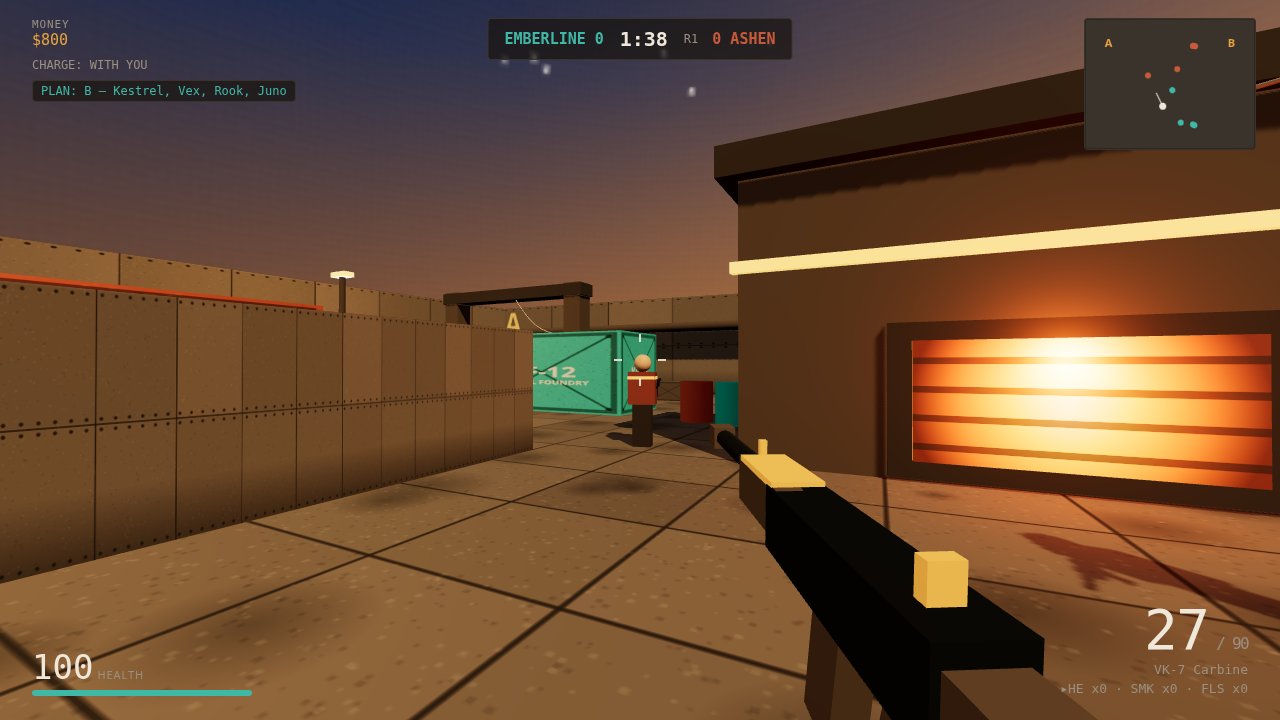 MONEY
$800
CHARGE: WITH YOU
PLAN: B — Kestrel, Vex, Rook, Juno
EMBERLINE 0 1:38 R1 0 ASHEN
A B
A
-12
FOUNDRY
100 HEALTH
27 / 90
VK-7 Carbine
▸HE x0 · SMK x0 · FLS x0